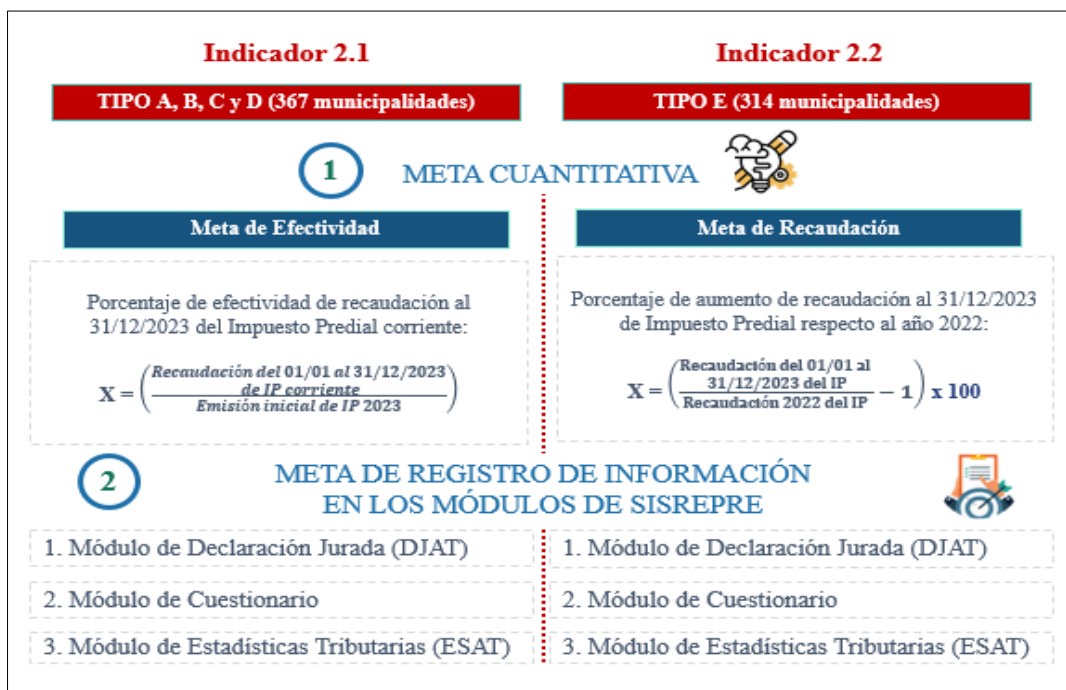 Indicador 2.1
TIPO A, B, C y D (367 municipalidades)
Indicador 2.2
TIPO E (314 municipalidades)
1
META CUANTITATIVA
Meta de Efectividad
Porcentaje de efectividad de recaudación al
31/12/2023 del Impuesto Predial corriente:
X = (Recaudación del 01/01 al 31/12/2023
de IP corriente
Emisión inicial de IP 2023)
Meta de Recaudación
Porcentaje de aumento de recaudación al 31/12/2023
de Impuesto Predial respecto al año 2022:
X = (Recaudación del 01/01 al
31/12/2023 del IP
Recaudación 2022 del IP − 1) x 100
2
META DE REGISTRO DE INFORMACIÓN
EN LOS MÓDULOS DE SISREPRE
1. Módulo de Declaración Jurada (DJAT)
2. Módulo de Cuestionario
3. Módulo de Estadísticas Tributarias (ESAT)
1. Módulo de Declaración Jurada (DJAT)
2. Módulo de Cuestionario
3. Módulo de Estadísticas Tributarias (ESAT)